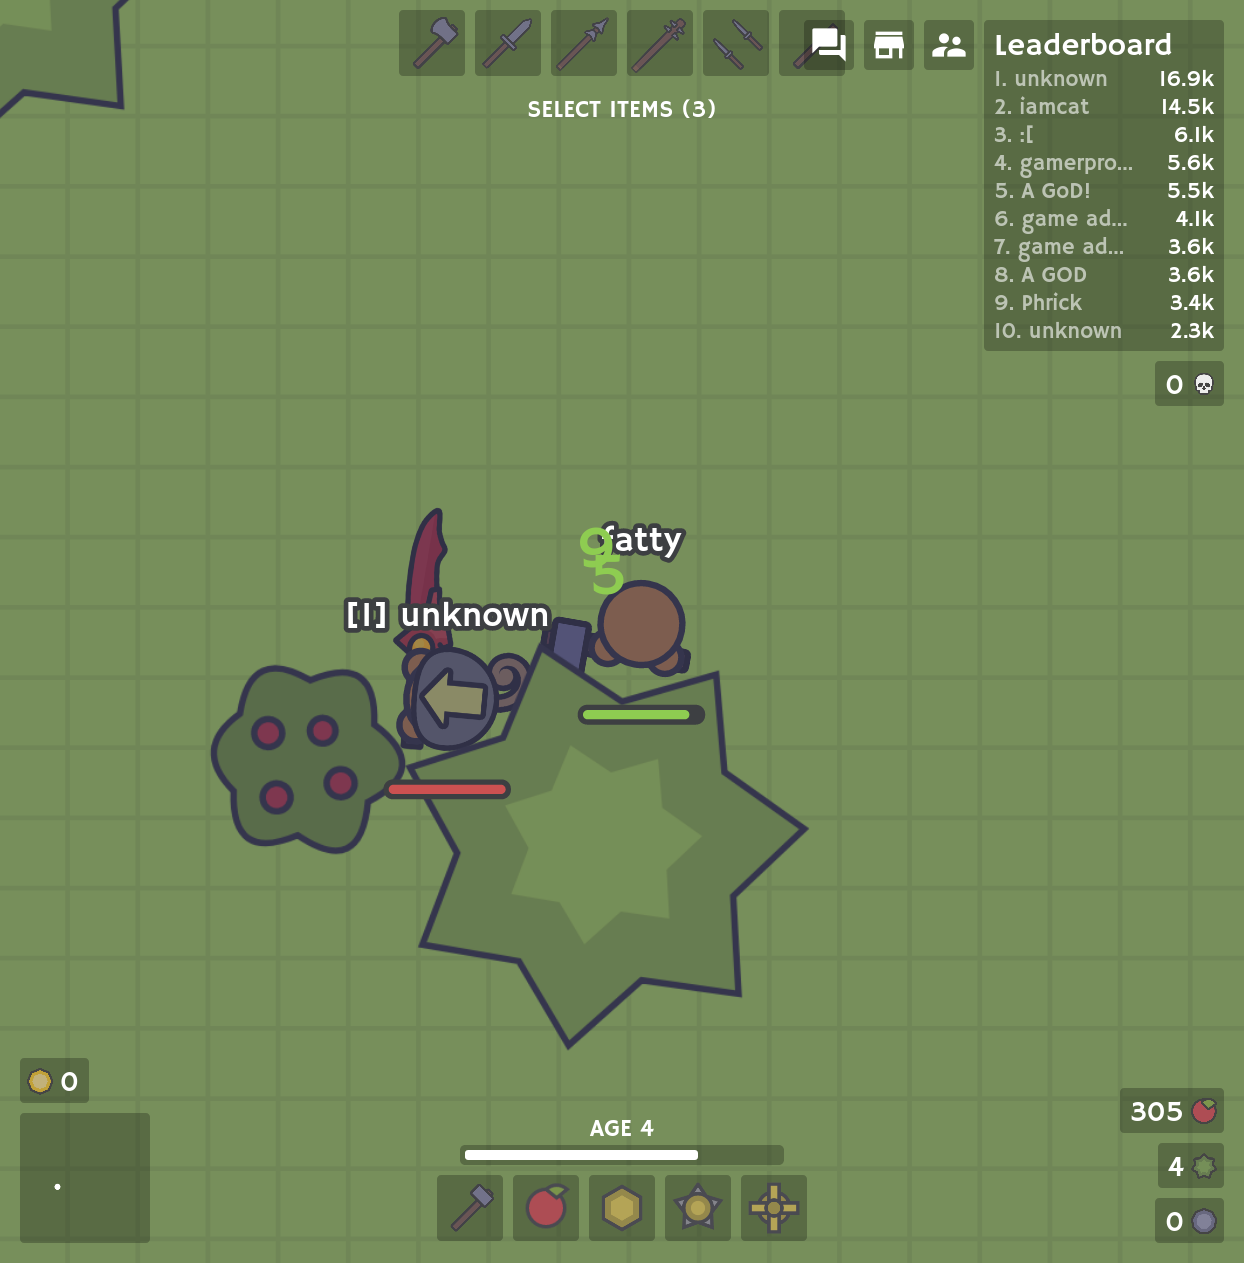 SELECT ITEMS (3)
Leaderboard
1. unknown 16.9k
2. iamcat 14.5k
3. :[ 6.1k
4. gamerpro... 5.6k
5. A GoD! 5.5k
6. game ad... 4.1k
7. game ad... 3.6k
8. A GOD 3.6k
9. Phrick 3.4k
10. unknown 2.3k
0
fatty
9
5
[I] unknown
0
AGE 4
305
4
0